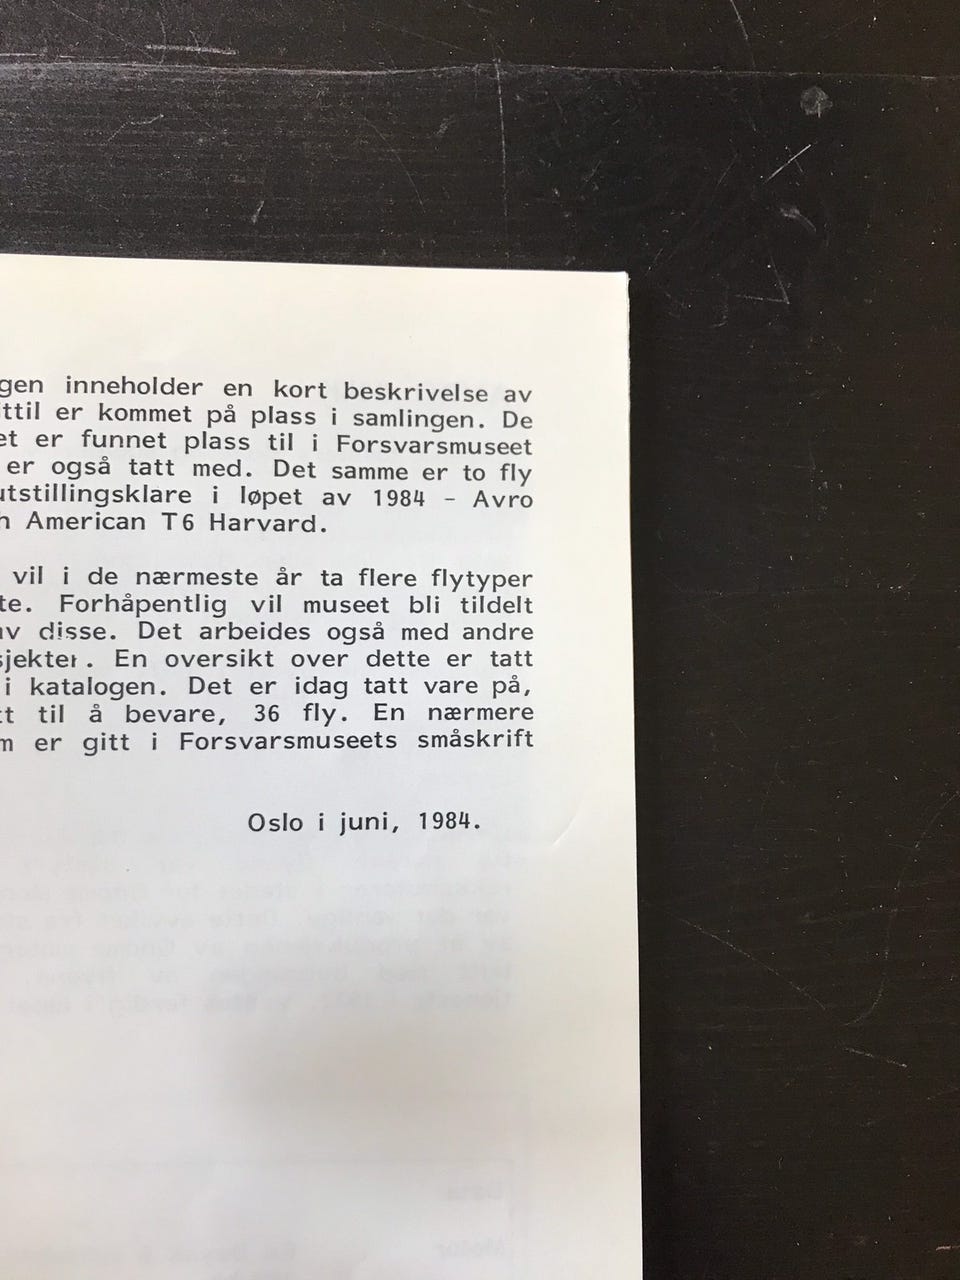 gen inneholder en kort beskrivelse av
ttil er kommet på plass i samlingen. De
et er funnet plass til i Forsvarsmuseet
er også tatt med. Det samme er to fly
utstillingsklare i løpet av 1984 - Avro
h American T6 Harvard.
vil i de nærmeste år ta flere flytyper
te. Forhåpentlig vil museet bli tildelt
av disse. Det arbeides også med andre
sjekter. En oversikt over dette er tatt
i katalogen. Det er idag tatt vare på,
tt til å bevare, 36 fly. En nærmere
m er gitt i Forsvarsmuseets småskrift
Oslo i juni, 1984.